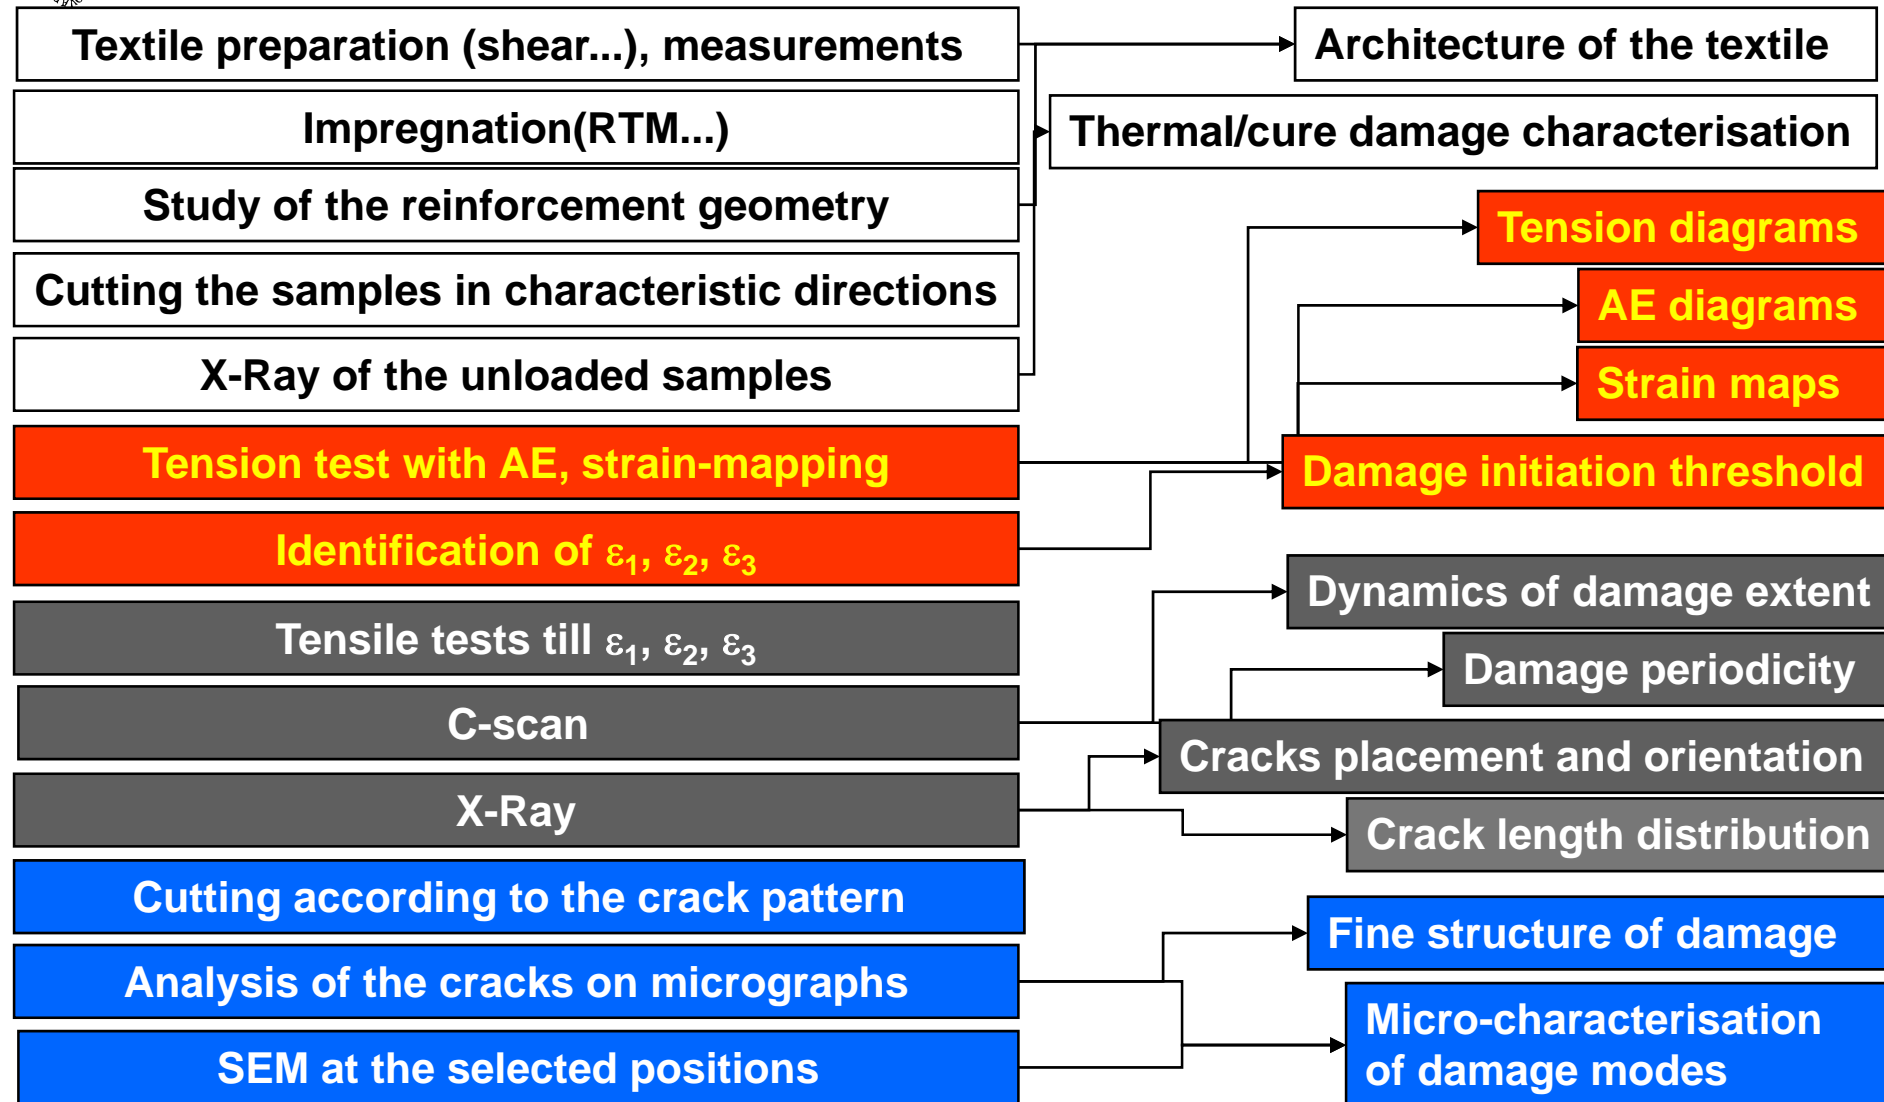 Textile preparation (shear...), measurements
Impregnation(RTM...)
Study of the reinforcement geometry
Cutting the samples in characteristic directions
X-Ray of the unloaded samples
Tension test with AE, strain-mapping
Identification of ε₁, ε₂, ε₃
Tensile tests till ε₁, ε₂, ε₃
C-scan
X-Ray
Cutting according to the crack pattern
Analysis of the cracks on micrographs
SEM at the selected positions
Architecture of the textile
Thermal/cure damage characterisation
Tension diagrams
AE diagrams
Strain maps
Damage initiation threshold
Dynamics of damage extent
Damage periodicity
Cracks placement and orientation
Crack length distribution
Fine structure of damage
Micro-characterisation
of damage modes